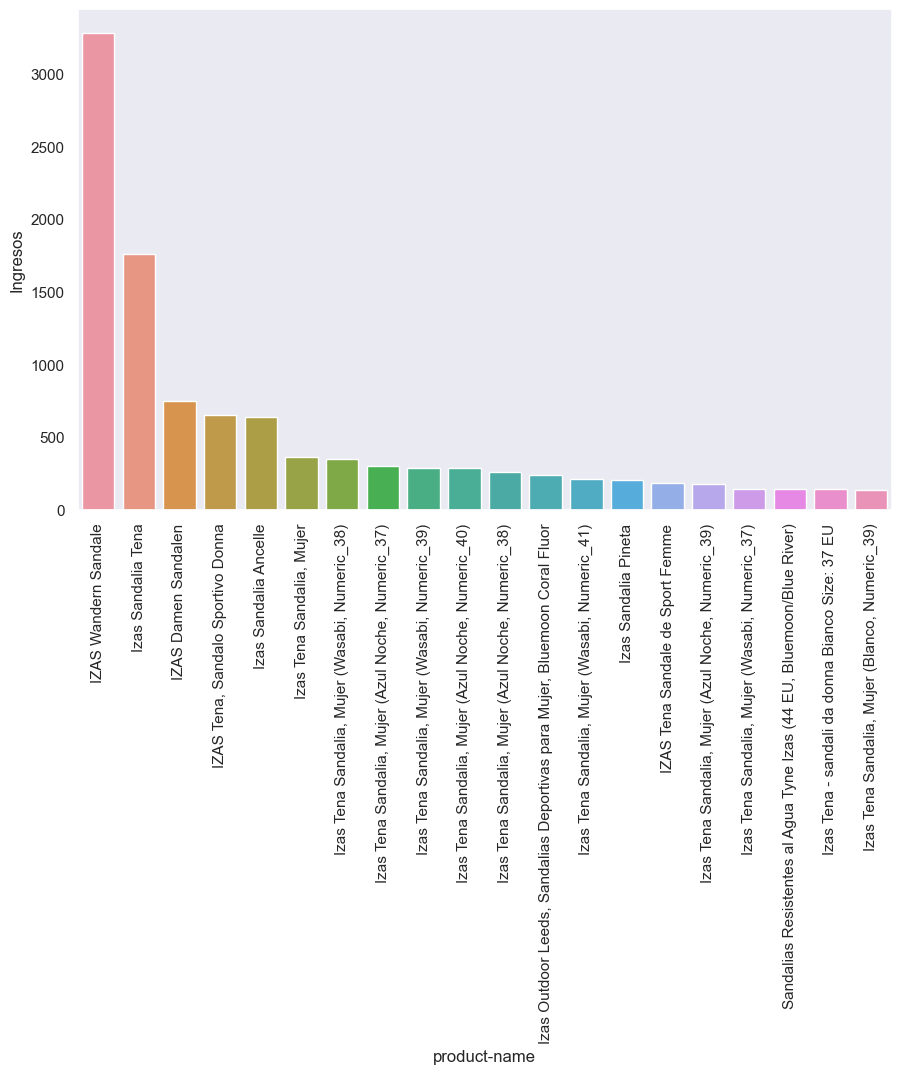 3000
2500
2000
1500
1000
500
0
Ingresos
IZAS Wandern Sandale
Izas Sandalia Tena
IZAS Damen Sandalen
IZAS Tena, Sandalo Sportivo Donna
Izas Sandalia Ancelle
Izas Tena Sandalia, Mujer
Izas Tena Sandalia, Mujer (Wasabi, Numeric_38)
Izas Tena Sandalia, Mujer (Azul Noche, Numeric_37)
Izas Tena Sandalia, Mujer (Wasabi, Numeric_39)
Izas Tena Sandalia, Mujer (Azul Noche, Numeric_40)
Izas Tena Sandalia, Mujer (Azul Noche, Numeric_38)
Izas Outdoor Leeds, Sandalias Deportivas para Mujer, Bluemoon Coral Fluor
Izas Tena Sandalia, Mujer (Wasabi, Numeric_41)
Izas Sandalia Pineta
IZAS Tena Sandale de Sport Femme
Izas Tena Sandalia, Mujer (Azul Noche, Numeric_39)
Izas Tena Sandalia, Mujer (Wasabi, Numeric_37)
Sandalias Resistentes al Agua Tyne Izas (44 EU, Bluemoon/Blue River)
Izas Tena - sandali da donna Bianco Size: 37 EU
Izas Tena Sandalia, Mujer (Blanco, Numeric_39)
product-name